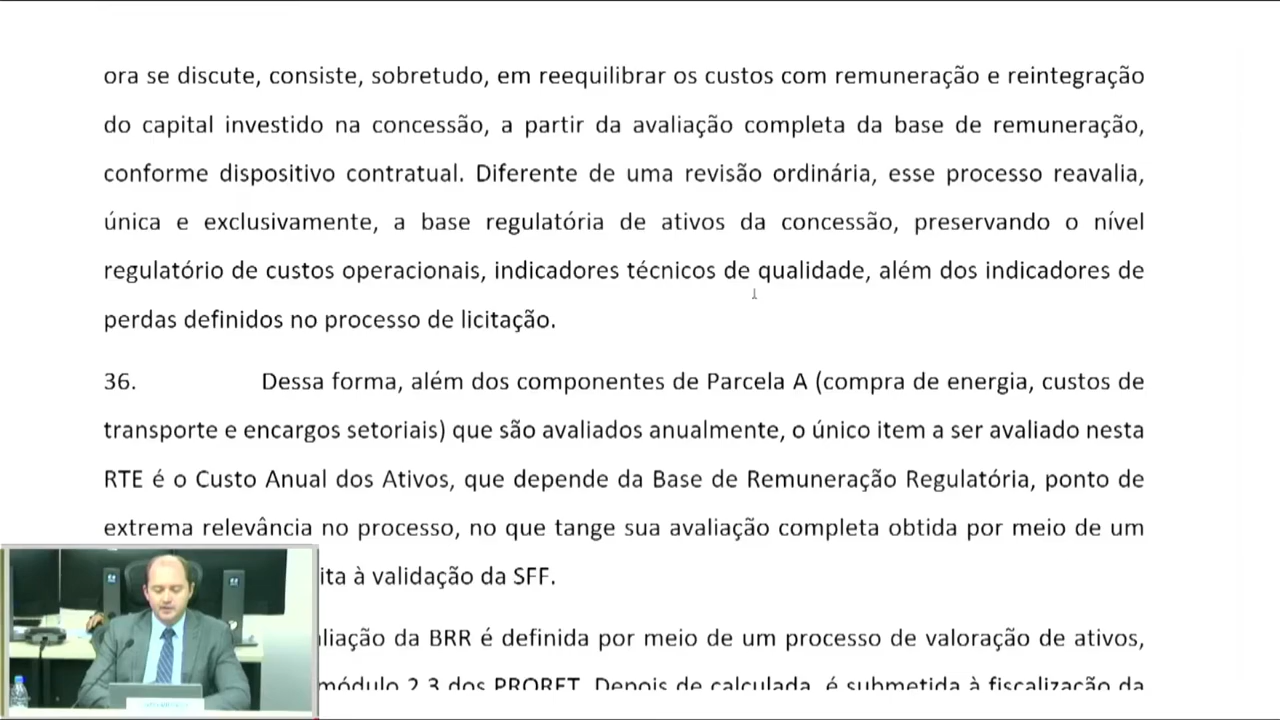 ora se discute, consiste, sobretudo, em reequilibrar os custos com remuneração e reintegração
do capital investido na concessão, a partir da avaliação completa da base de remuneração,
conforme dispositivo contratual. Diferente de uma revisão ordinária, esse processo reavalia,
única e exclusivamente, a base regulatória de ativos da concessão, preservando o nível
regulatório de custos operacionais, indicadores técnicos de qualidade, além dos indicadores de
perdas definidos no processo de licitação.
36. Dessa forma, além dos componentes de Parcela A (compra de energia, custos de
transporte e encargos setoriais) que são avaliados anualmente, o único item a ser avaliado nesta
RTE é o Custo Anual dos Ativos, que depende da Base de Remuneração Regulatória, ponto de
extrema relevância no processo, no que tange sua avaliação completa obtida por meio de um
ita à validação da SFF.
liação da BRR é definida por meio de um processo de valoração de ativos,
módulo 2.3 dos PRORET. Depois de calculada, é submetida à fiscalização da